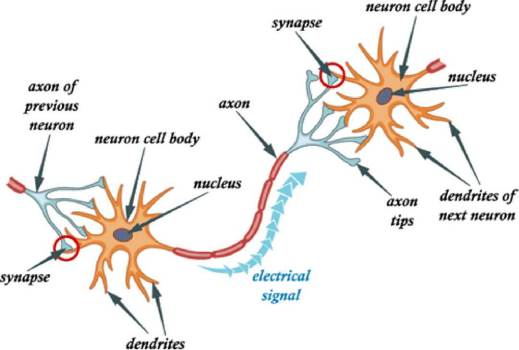 neuron cell body
synapse
nucleus
axon of
previous
neuron
axon
neuron cell body
nucleus
axon
tips
dendrites of
next neuron
synapse
electrical
signal
dendrites